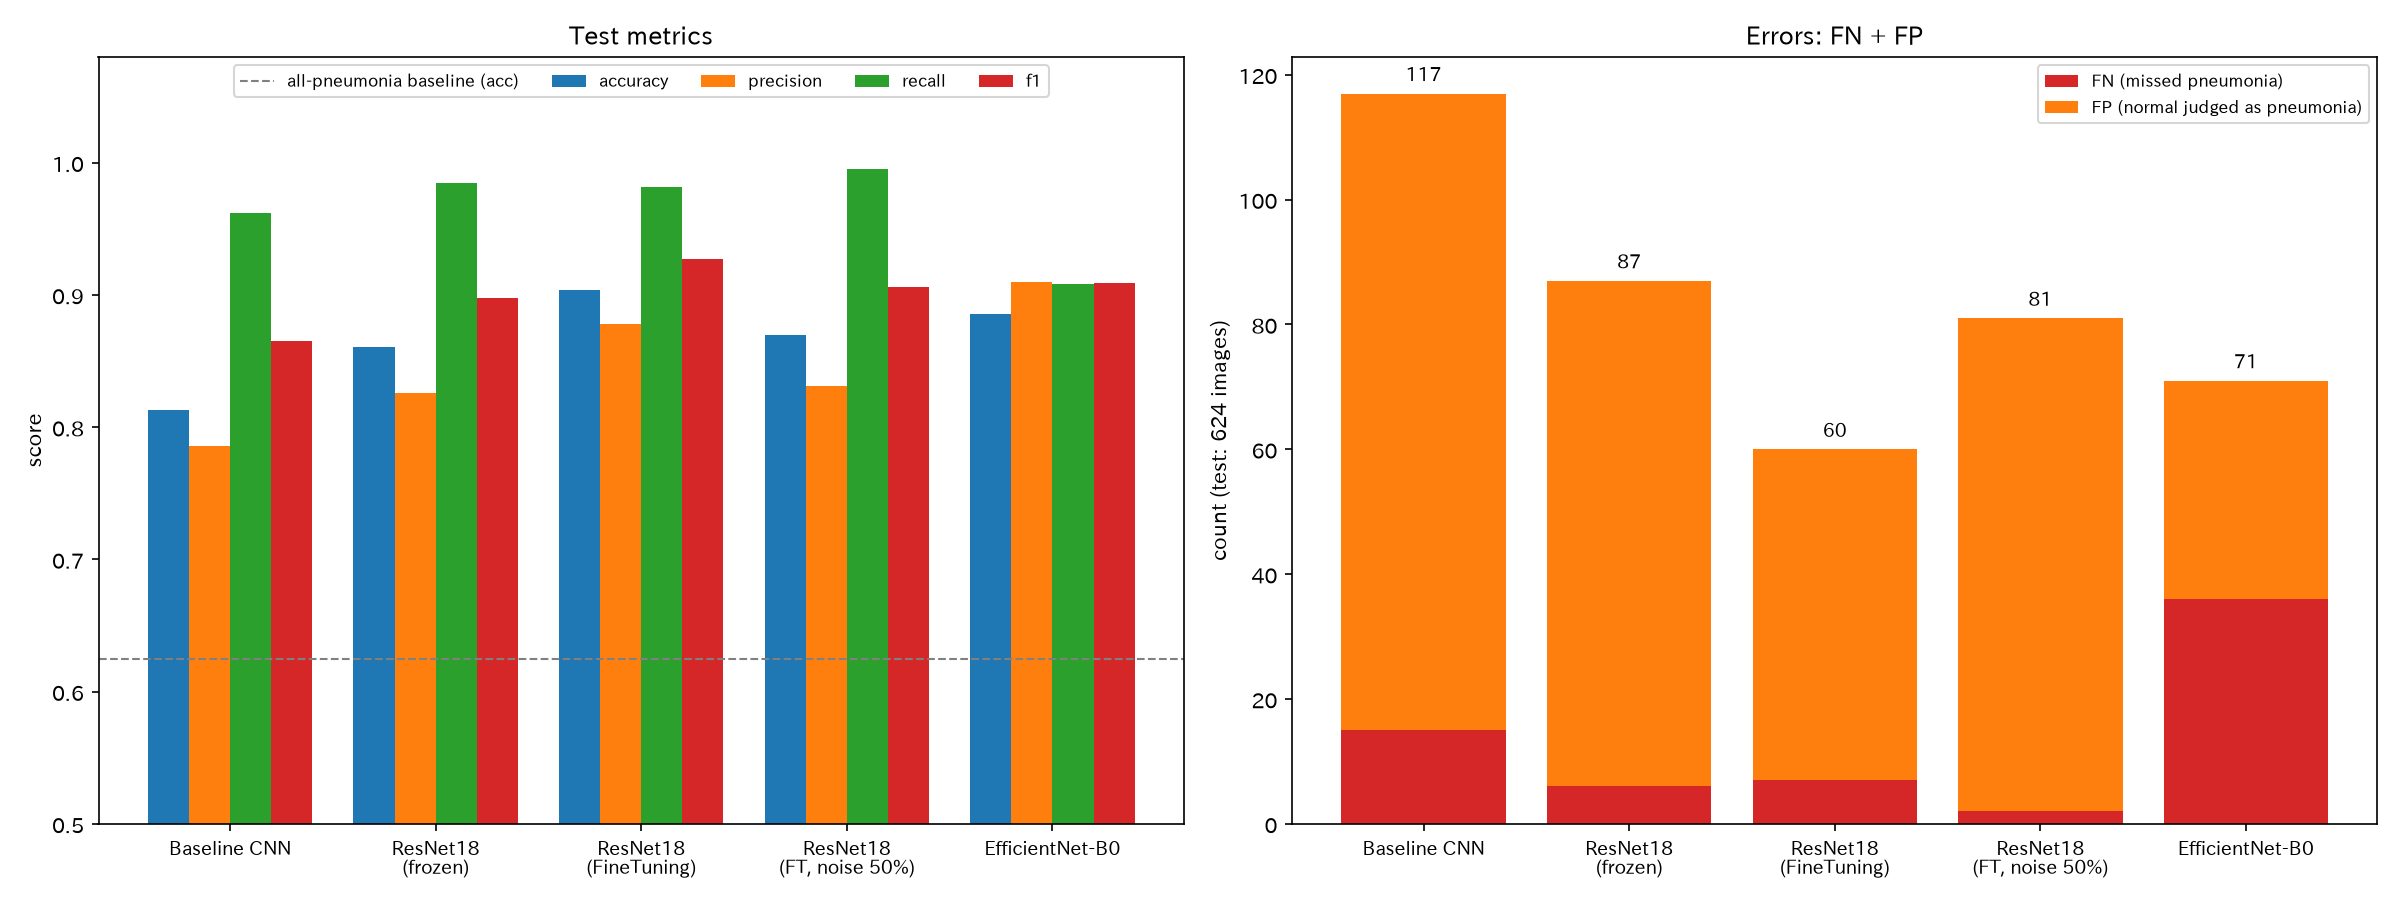 Test metrics
all-pneumonia baseline (acc) accuracy precision recall f1
score
1.0
0.9
0.8
0.7
0.6
0.5
Baseline CNN
ResNet18
(frozen)
ResNet18
(FineTuning)
ResNet18
(FT, noise 50%)
EfficientNet-B0
Errors: FN + FP
FN (missed pneumonia)
FP (normal judged as pneumonia)
count (test: 624 images)
120
100
80
60
40
20
0
117
87
60
81
71
Baseline CNN
ResNet18
(frozen)
ResNet18
(FineTuning)
ResNet18
(FT, noise 50%)
EfficientNet-B0